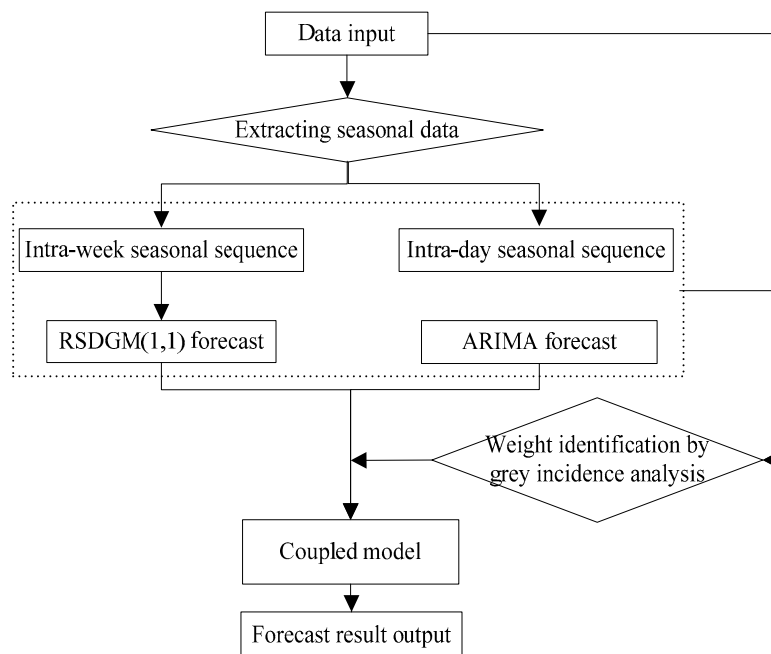 Data input
Extracting seasonal data
Intra-week seasonal sequence
Intra-day seasonal sequence
RSDGM(1,1) forecast
ARIMA forecast
Weight identification by
grey incidence analysis
Coupled model
Forecast result output